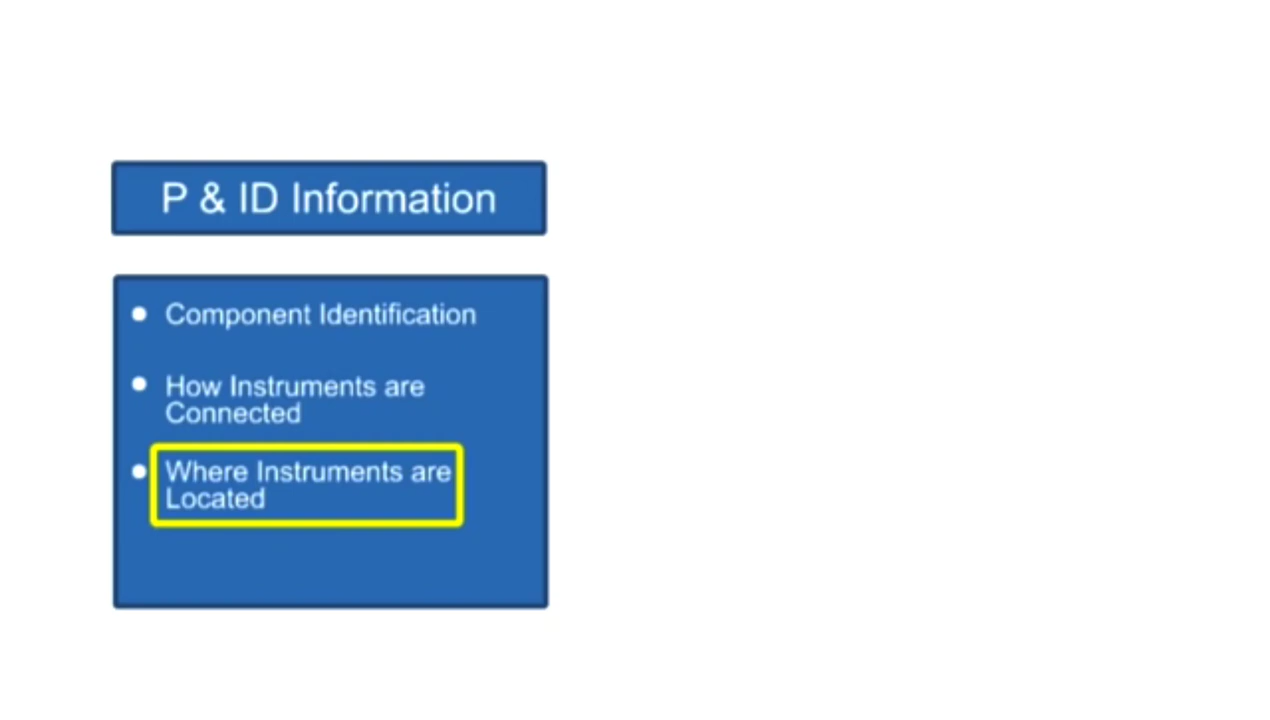 P & ID Information
● Component Identification
● How Instruments are
Connected
● Where Instruments are
Located